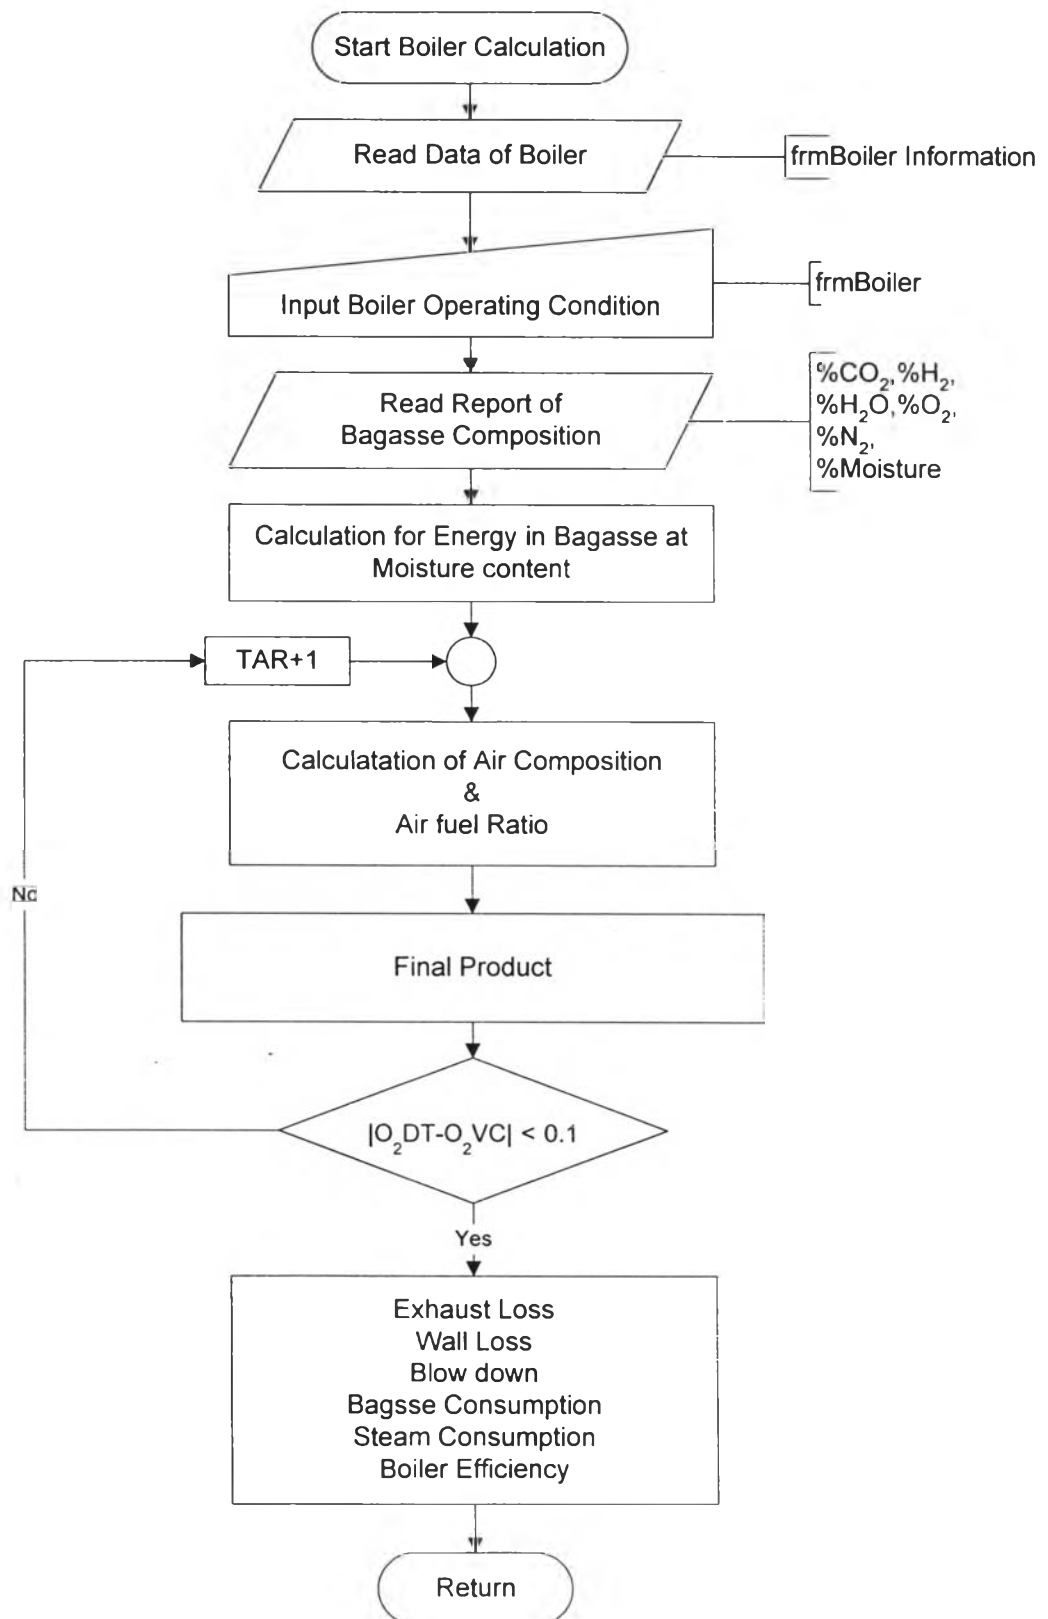 Start Boiler Calculation
Read Data of Boiler
frmBoiler Information
Input Boiler Operating Condition
frmBoiler
Read Report of
Bagasse Composition
%CO₂,%H₂,
%H₂O,%O₂,
%N₂,
%Moisture
Calculation for Energy in Bagasse at
Moisture content
TAR+1
Calculatation of Air Composition
&
Air fuel Ratio
No
Final Product
|O₂DT-O₂VC| < 0.1
Yes
Exhaust Loss
Wall Loss
Blow down
Bagsse Consumption
Steam Consumption
Boiler Efficiency
Return